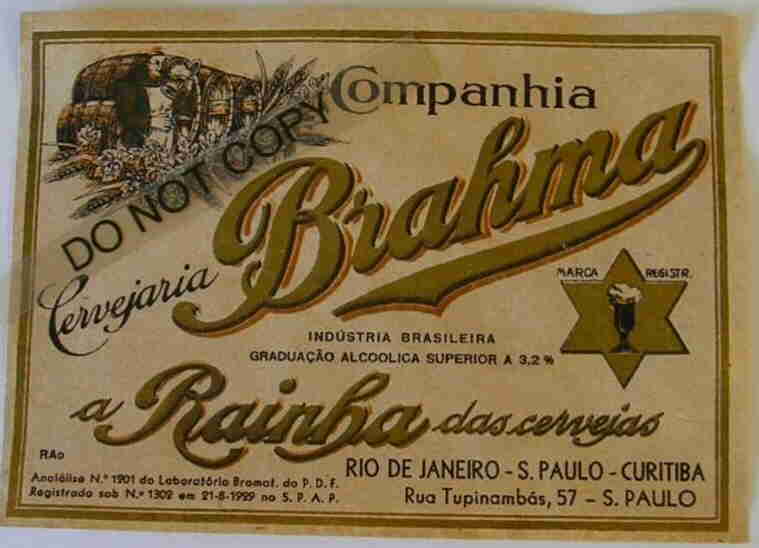 Companhia
DO NOT COPY
Cervejaria Brahma
MARCA REGISTR.
INDÚSTRIA BRASILEIRA
GRADUAÇÃO ALCOOLICA SUPERIOR A 3,2 %
a Rainha das cervejas
RAo
RIO DE JANEIRO - S. PAULO - CURITIBA
Análise N.º 1901 do Laboratório Bromat. do P. D. F.
Registrado sob N.º 1302 em 21-8-1929 no S. P. A. P.
Rua Tupinambás, 57 - S. PAULO